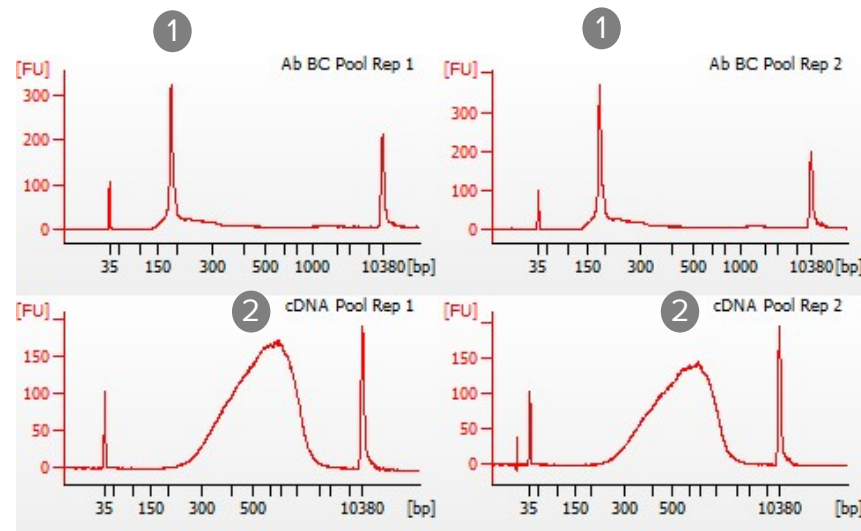 1
1
[FU]
Ab BC Pool Rep 1
300
200
100
0
35 150 300 500 1000 10380 [bp]
[FU]
Ab BC Pool Rep 2
300
200
100
0
35 150 300 500 1000 10380 [bp]
[FU]
2
cDNA Pool Rep 1
150
100
50
0
35 150 300 500 10380 [bp]
[FU]
2
cDNA Pool Rep 2
150
100
50
0
35 150 300 500 10380 [bp]